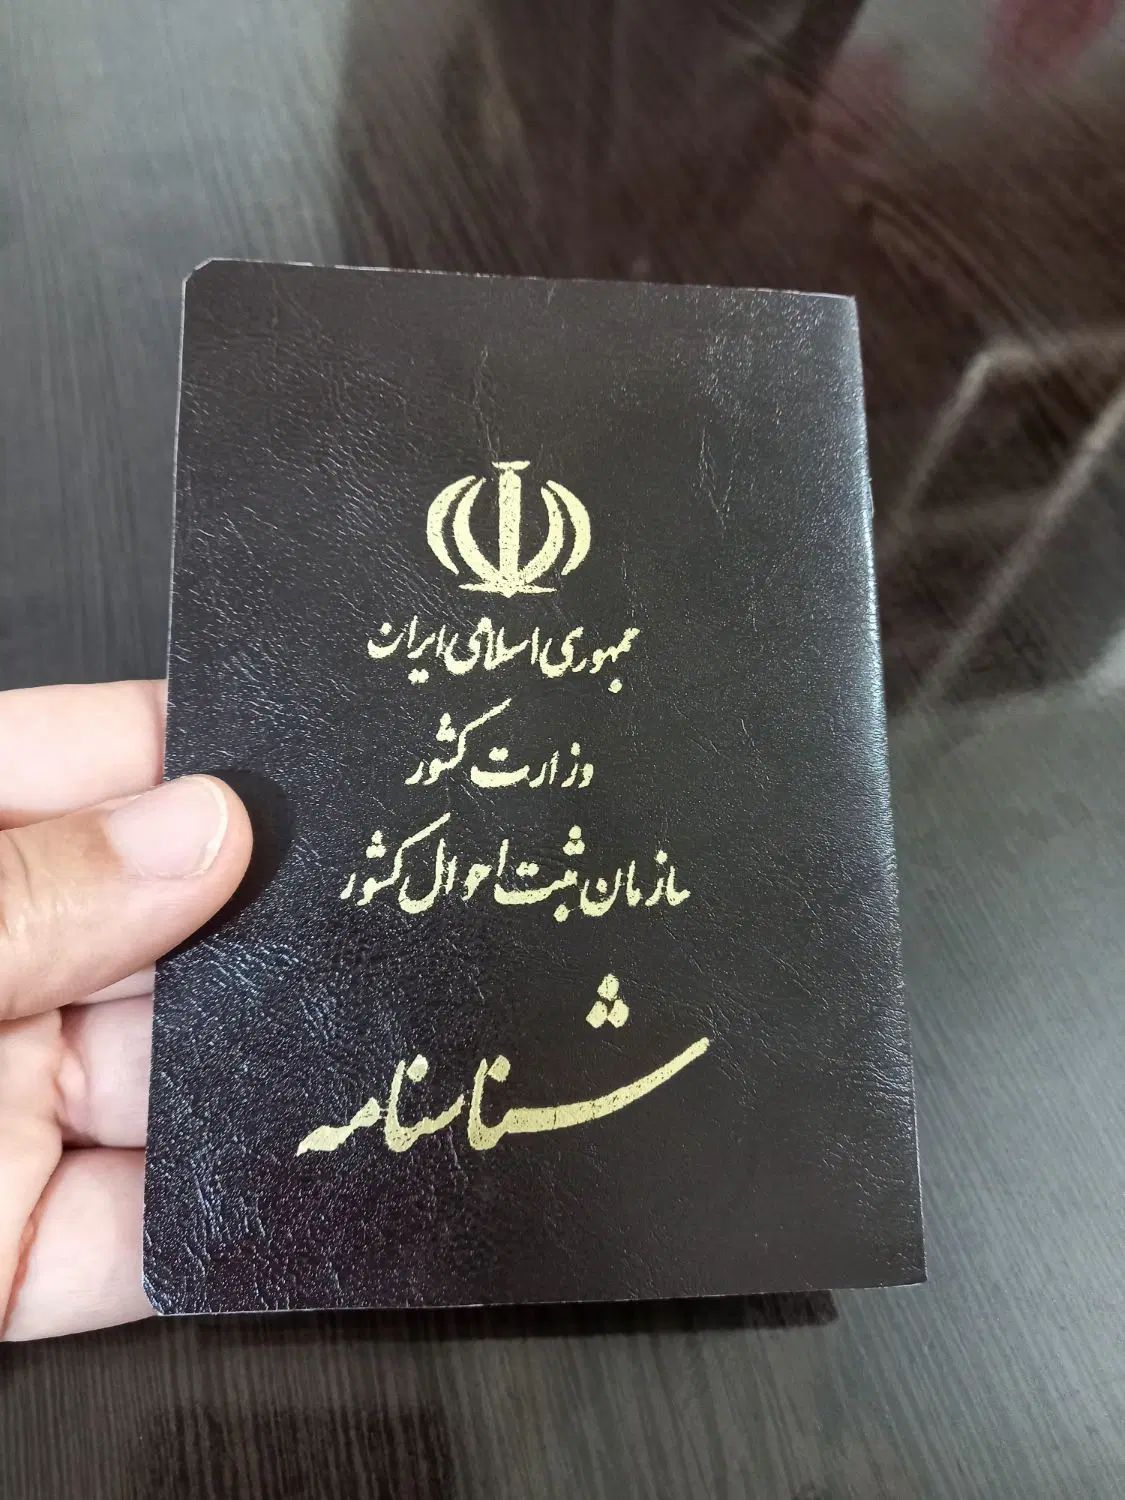 جمهوری اسلامی ایران
وزارت کشور
سازمان ثبت احوال کشور
شناسنامه